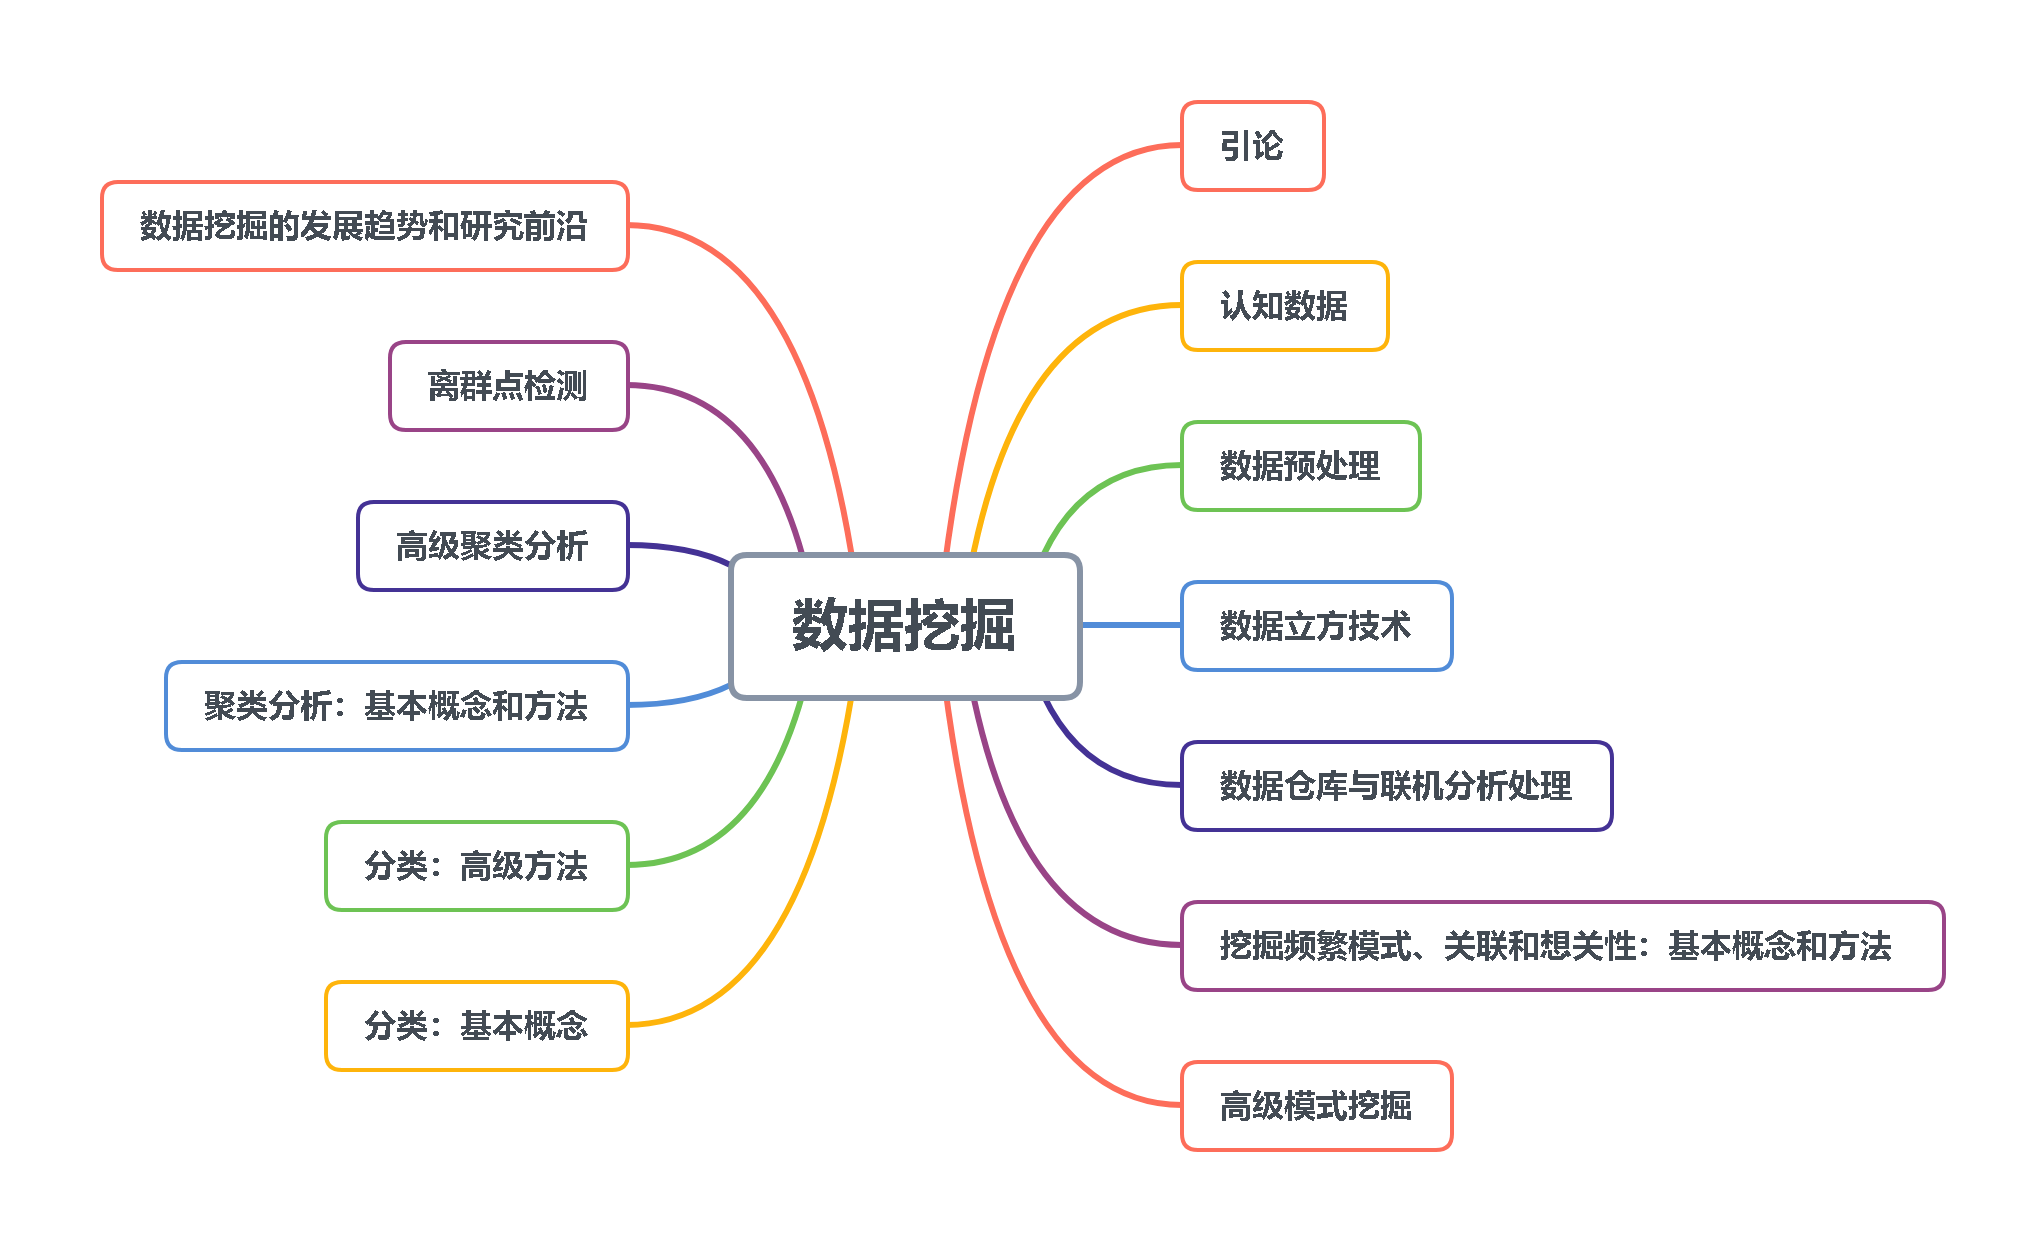 引论
数据挖掘的发展趋势和研究前沿
认知数据
离群点检测
数据预处理
高级聚类分析
数据挖掘
数据立方技术
聚类分析：基本概念和方法
数据仓库与联机分析处理
分类：高级方法
挖掘频繁模式、关联和想关性：基本概念和方法
分类：基本概念
高级模式挖掘